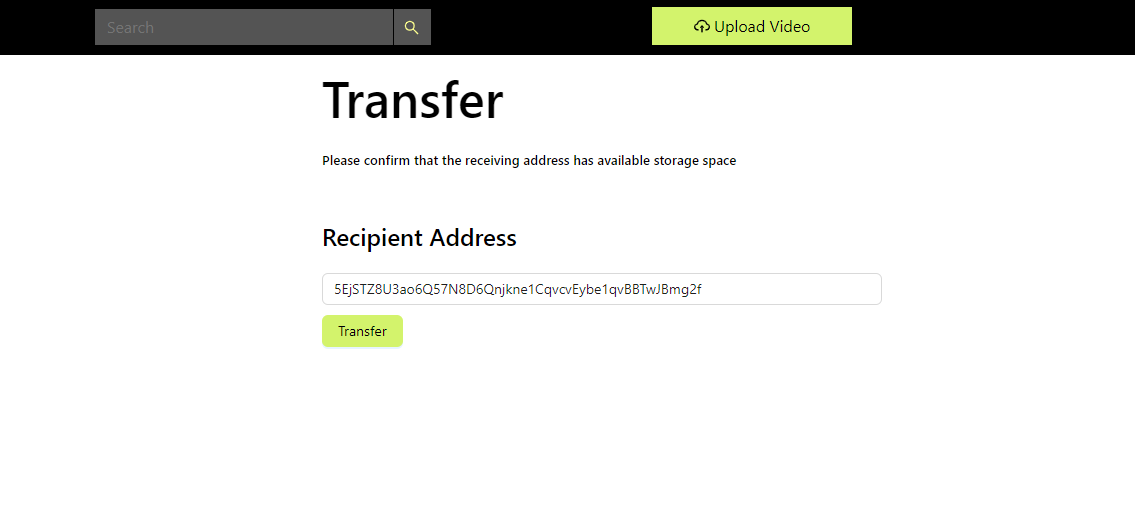 Search
Upload Video
Transfer
Please confirm that the receiving address has available storage space
Recipient Address
5EjSTZ8U3ao6Q57N8D6Qnjkne1CqvcvEybe1qvBBTwJBmg2f
Transfer